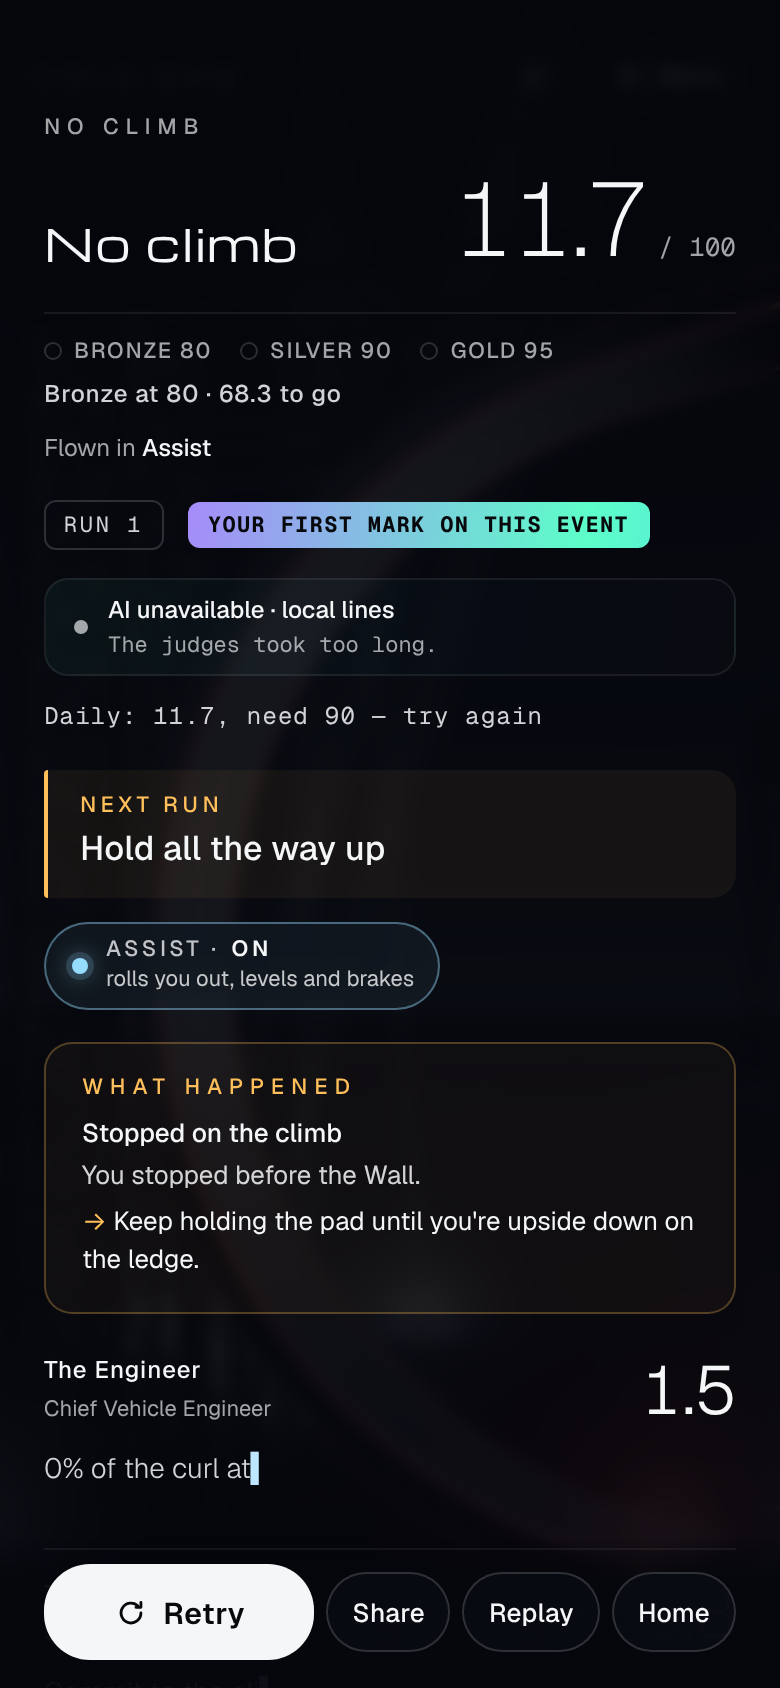 NO CLIMB
No climb 11.7 / 100
BRONZE 80 SILVER 90 GOLD 95
Bronze at 80 · 68.3 to go
Flown in Assist
RUN 1 YOUR FIRST MARK ON THIS EVENT
AI unavailable · local lines
The judges took too long.
Daily: 11.7, need 90 — try again
NEXT RUN
Hold all the way up
ASSIST · ON
rolls you out, levels and brakes
WHAT HAPPENED
Stopped on the climb
You stopped before the Wall.
→ Keep holding the pad until you're upside down on
the ledge.
The Engineer 1.5
Chief Vehicle Engineer
0% of the curl at
Retry Share Replay Home